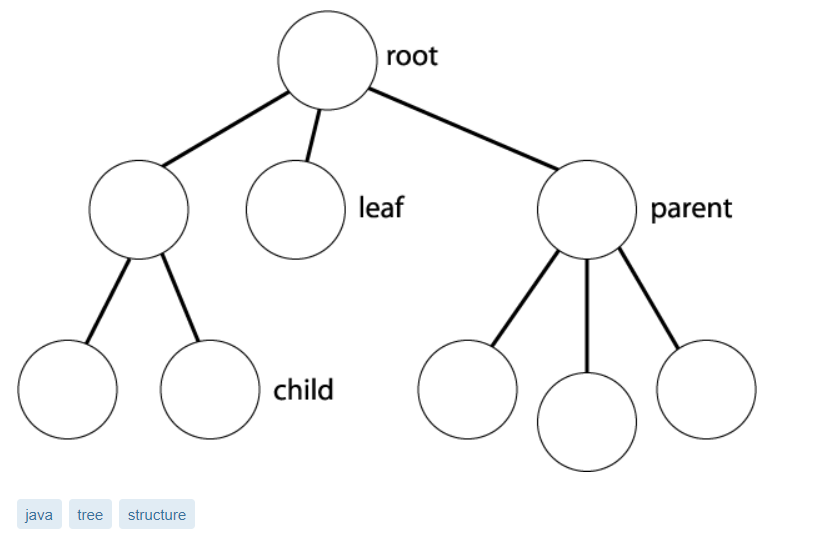 root
leaf
parent
child
java tree structure